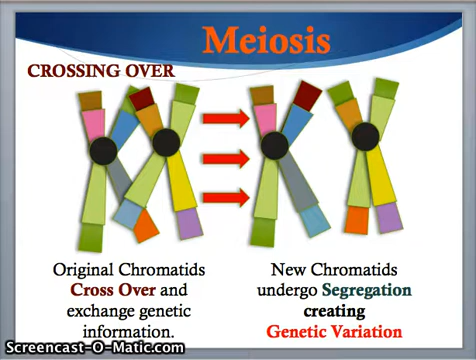 Meiosis
CROSSING OVER
Original Chromatids
Cross Over and
exchange genetic
information.
New Chromatids
undergo Segregation
creating
Genetic Variation
Screencast-O-Matic.com